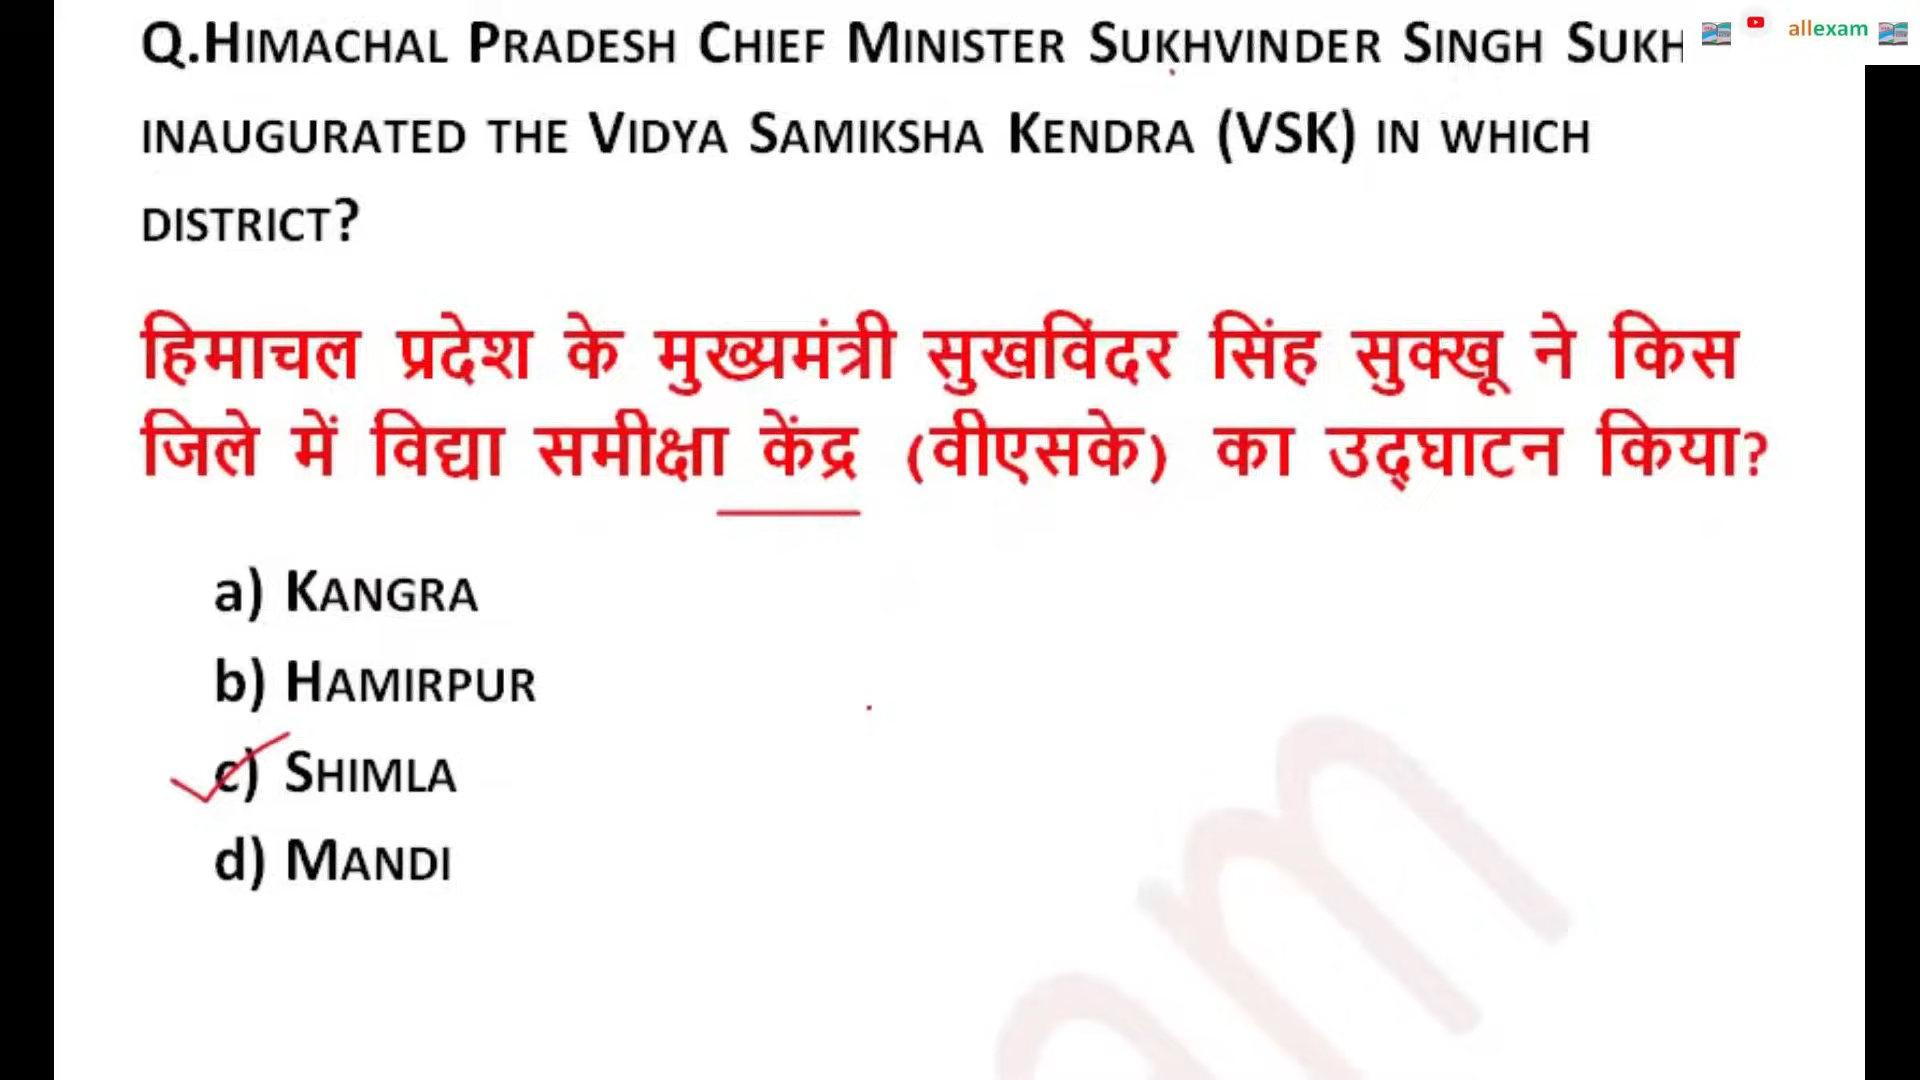 Q.HIMACHAL PRADESH CHIEF MINISTER SUKHVINDER SINGH SUKH
allexam
INAUGURATED THE VIDYA SAMIKSHA KENDRA (VSK) IN WHICH
DISTRICT?
हिमाचल प्रदेश के मुख्यमंत्री सुखविंदर सिंह सुक्खू ने किस
जिले में विद्या समीक्षा केंद्र (वीएसके) का उद्घाटन किया?
a) KANGRA
b) HAMIRPUR
c) SHIMLA
d) MANDI